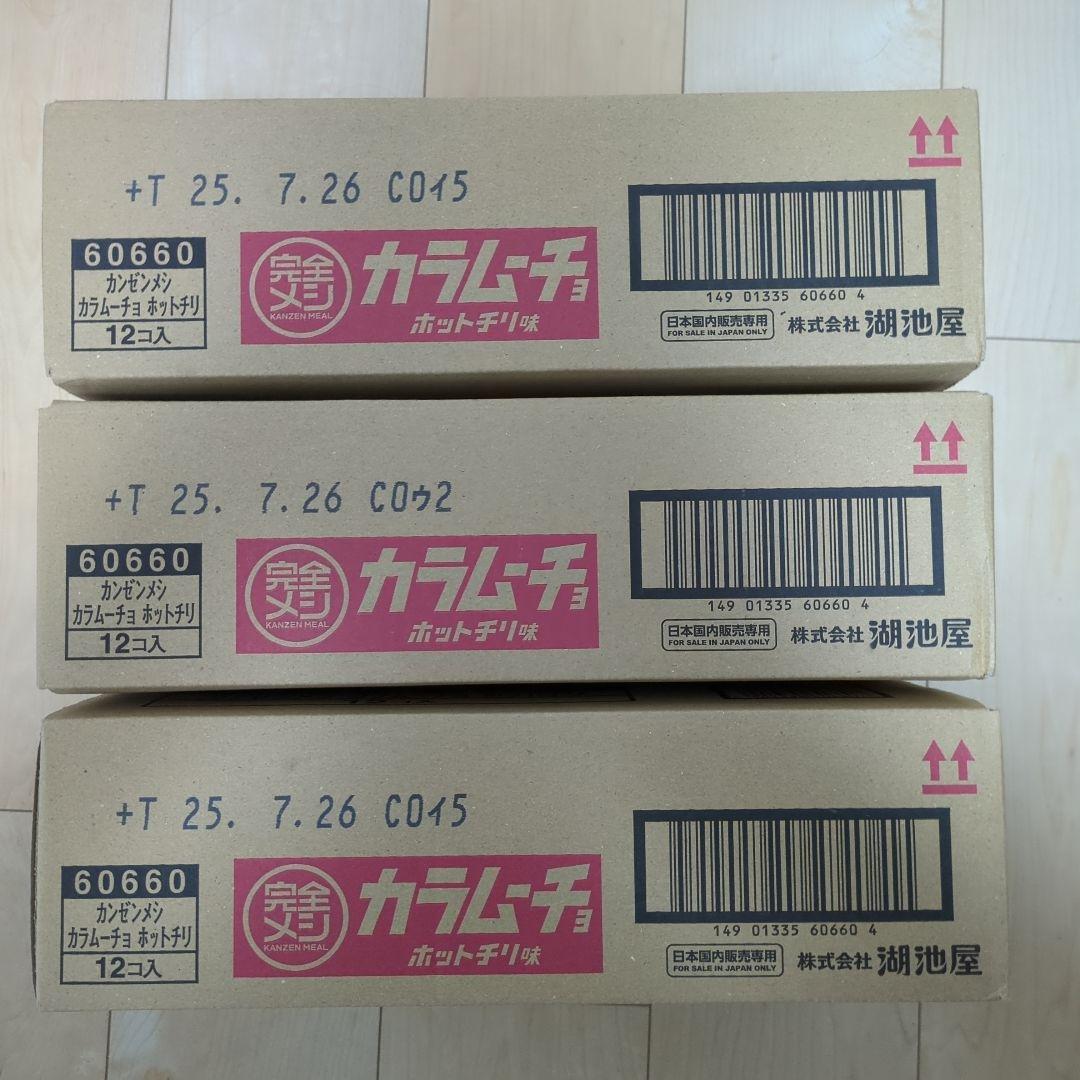 +T 25. 7.26 COイ5
60660
カンゼンメシ
カラムーチョ ホットチリ
12コ入
完全
メシ
KANZEN MEAL
カラムーチョ
ホットチリ味
149 01335 60660 4
日本国内販売専用
FOR SALE IN JAPAN ONLY
株式会社 湖池屋
+T 25. 7.26 COゥ2
60660
カンゼンメシ
カラムーチョ ホットチリ
12コ入
完全
メシ
KANZEN MEAL
カラムーチョ
ホットチリ味
149 01335 60660 4
日本国内販売専用
FOR SALE IN JAPAN ONLY
株式会社 湖池屋
+T 25. 7.26 COイ5
60660
カンゼンメシ
カラムーチョ ホットチリ
12コ入
完全
メシ
KANZEN MEAL
カラムーチョ
ホットチリ味
149 01335 60660 4
日本国内販売専用
FOR SALE IN JAPAN ONLY
株式会社 湖池屋